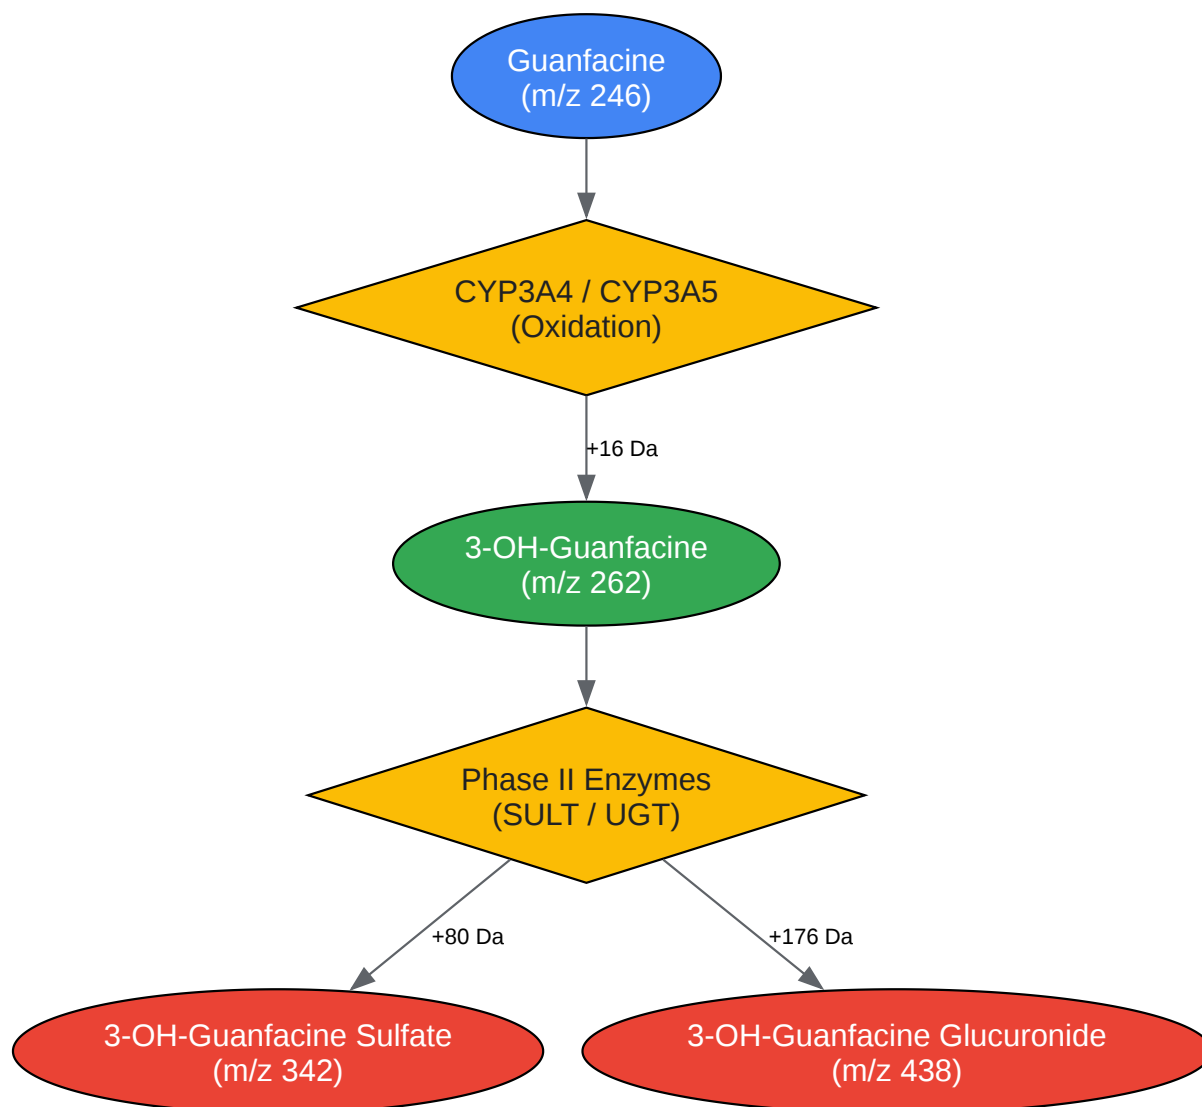 Guanfacine
(m/z 246)
CYP3A4 / CYP3A5
(Oxidation)
+16 Da
3-OH-Guanfacine
(m/z 262)
Phase II Enzymes
(SULT / UGT)
+80 Da
+176 Da
3-OH-Guanfacine Sulfate
(m/z 342)
3-OH-Guanfacine Glucuronide
(m/z 438)